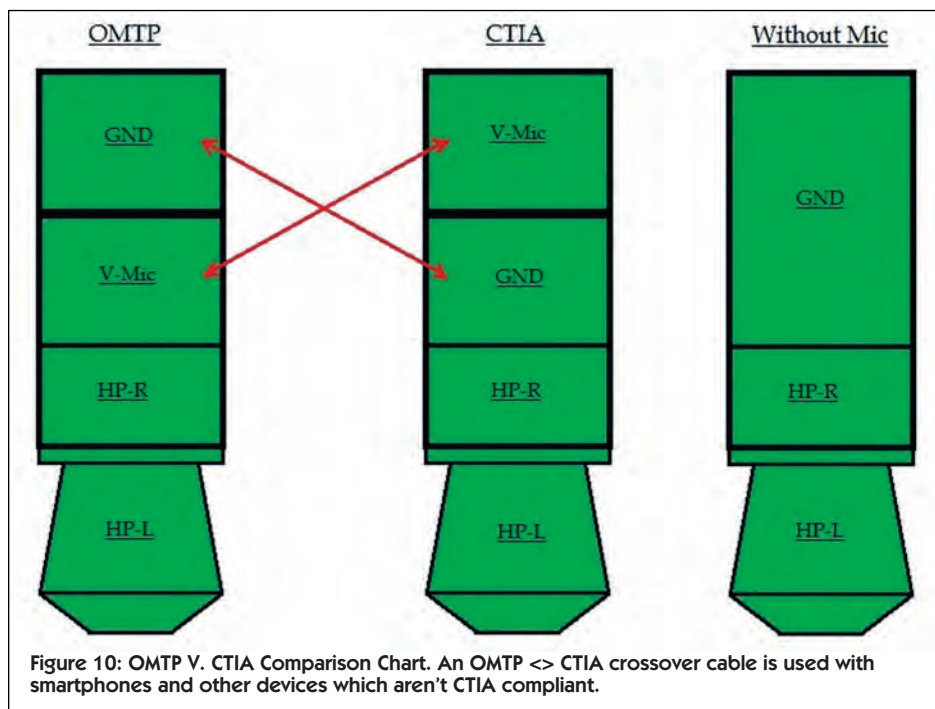 OMTP
CTIA
Without Mic
GND
V-Mic
GND
V-Mic
GND
HP-R
HP-R
HP-R
HP-L
HP-L
HP-L
Figure 10: OMTP V. CTIA Comparison Chart. An OMTP <> CTIA crossover cable is used with
smartphones and other devices which aren't CTIA compliant.